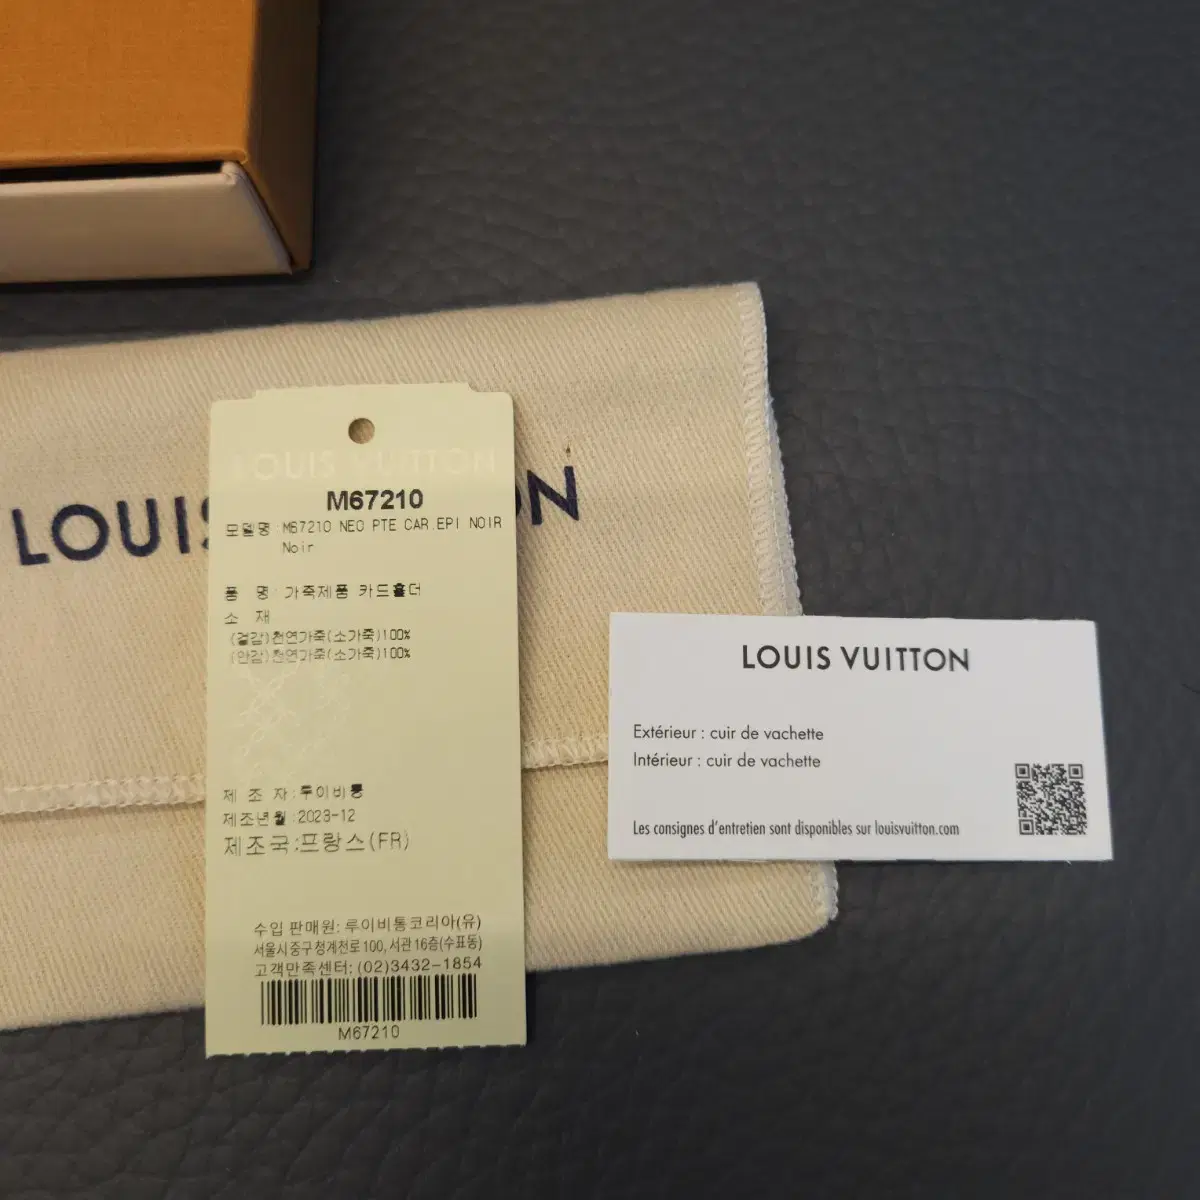 LOUIS VUITTON
M67210
모델명:M67210 NEO PTE CAR.EPI NOIR
Noir
품 명: 가죽제품 카드홀더
소 재
(겉감)천연가죽(소가죽)100%
(안감)천연가죽(소가죽)100%
제 조 자:루이비통
제조년월:2023-12
제조국:프랑스(FR)
수입 판매원: 루이비통코리아(유)
서울시중구청계천로 100, 서관 16층(수표동)
고객만족센터: (02)3432-1854
M67210
LOUIS
ON
LOUIS VUITTON
Extérieur : cuir de vachette
Intérieur : cuir de vachette
Les consignes d'entretien sont disponibles sur louisvuitton.com